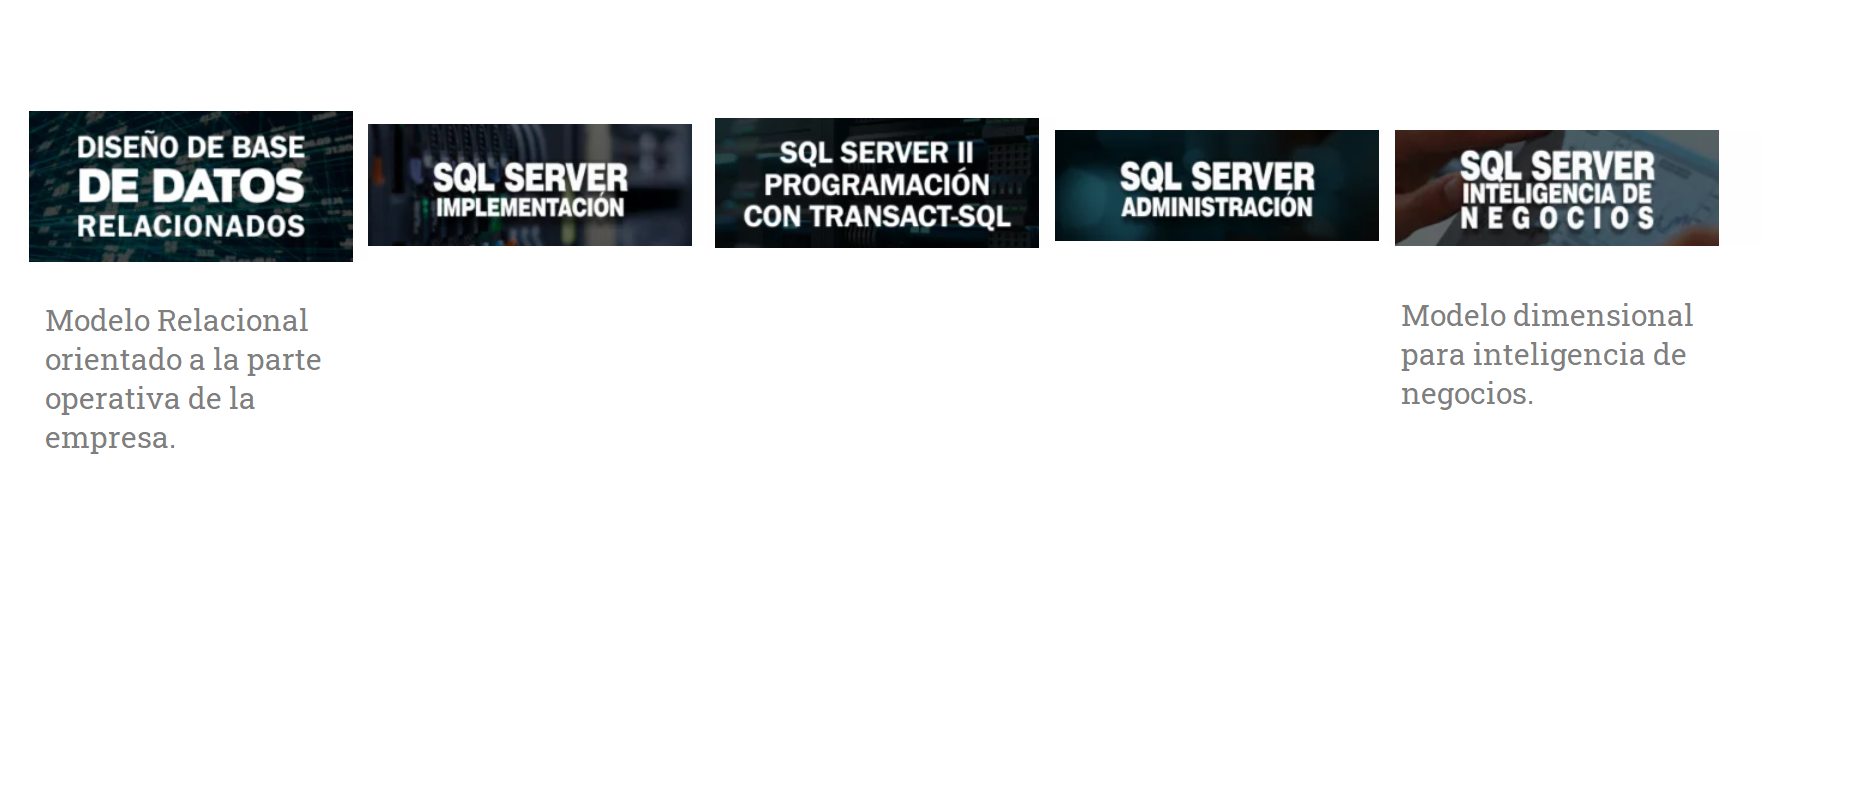 DISEÑO DE BASE
DE DATOS
RELACIONADOS
SQL SERVER
IMPLEMENTACIÓN
SQL SERVER II
PROGRAMACIÓN
CON TRANSACT-SQL
SQL SERVER
ADMINISTRACIÓN
SQL SERVER
INTELIGENCIA DE
NEGOCIOS
Modelo Relacional
orientado a la parte
operativa de la
empresa.
Modelo dimensional
para inteligencia de
negocios.